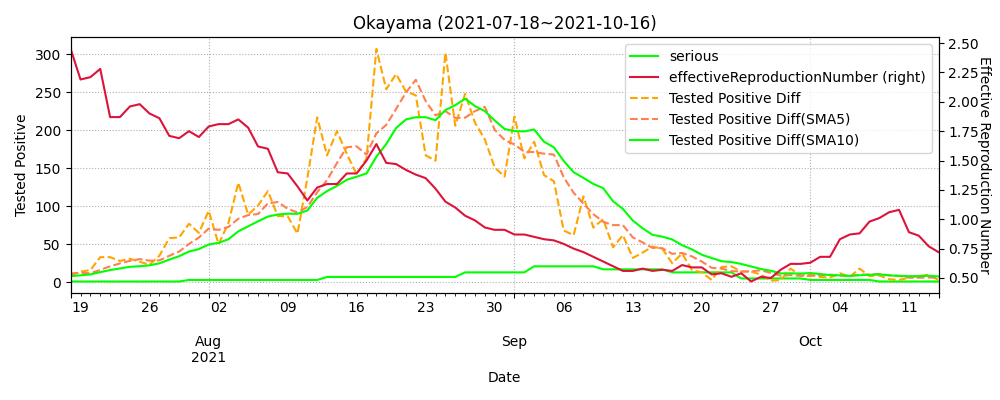 Okayama (2021-07-18~2021-10-16)
serious
effectiveReproductionNumber (right)
Tested Positive Diff
Tested Positive Diff(SMA5)
Tested Positive Diff(SMA10)
Tested Positive
300
250
200
150
100
50
0
2.50
2.25
2.00
1.75
1.50
1.25
1.00
0.75
0.50
Effective Reproduction Number
19 26 02 09 16 23 30 06 13 20 27 04 11
Aug Sep Oct
2021
Date